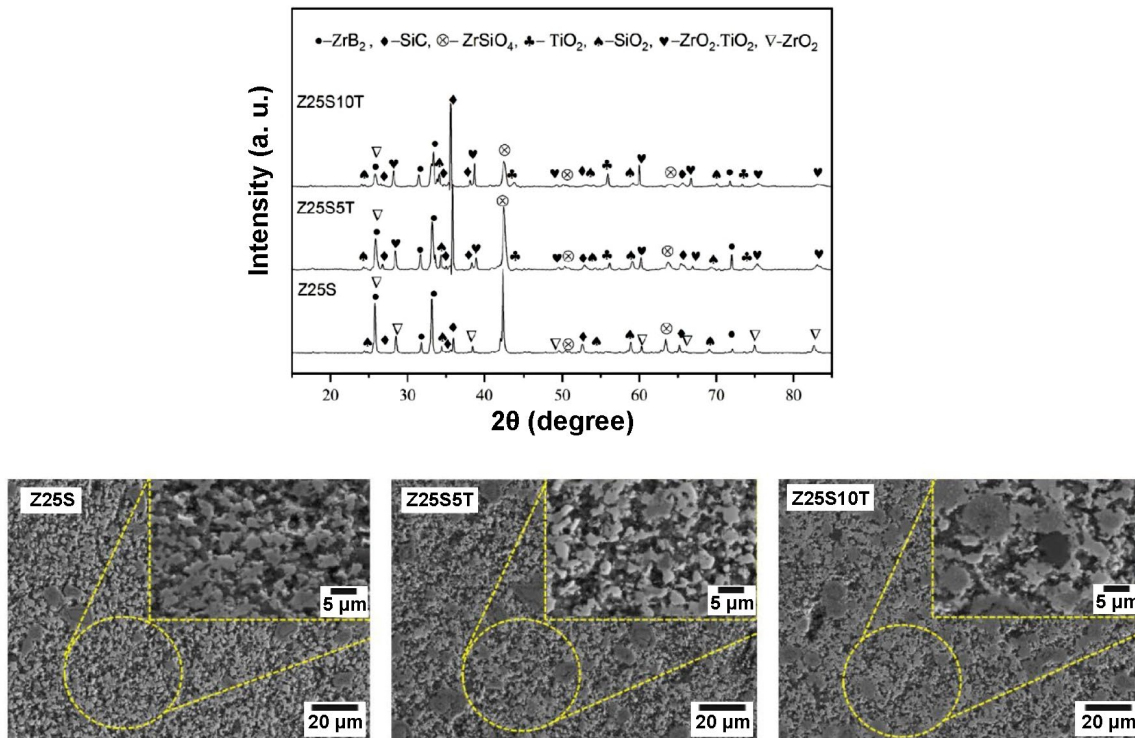 ●–ZrB₂, ♦–SiC, ⊗–ZrSiO₄, ♣–TiO₂, ♠–SiO₂, ♥–ZrO₂.TiO₂, ∇-ZrO₂
Z25S10T
Z25S5T
Z25S
Intensity (a. u.)
20 30 40 50 60 70 80
2θ (degree)
Z25S
5 µm
20 µm
Z25S5T
5 µm
20 µm
Z25S10T
5 µm
20 µm